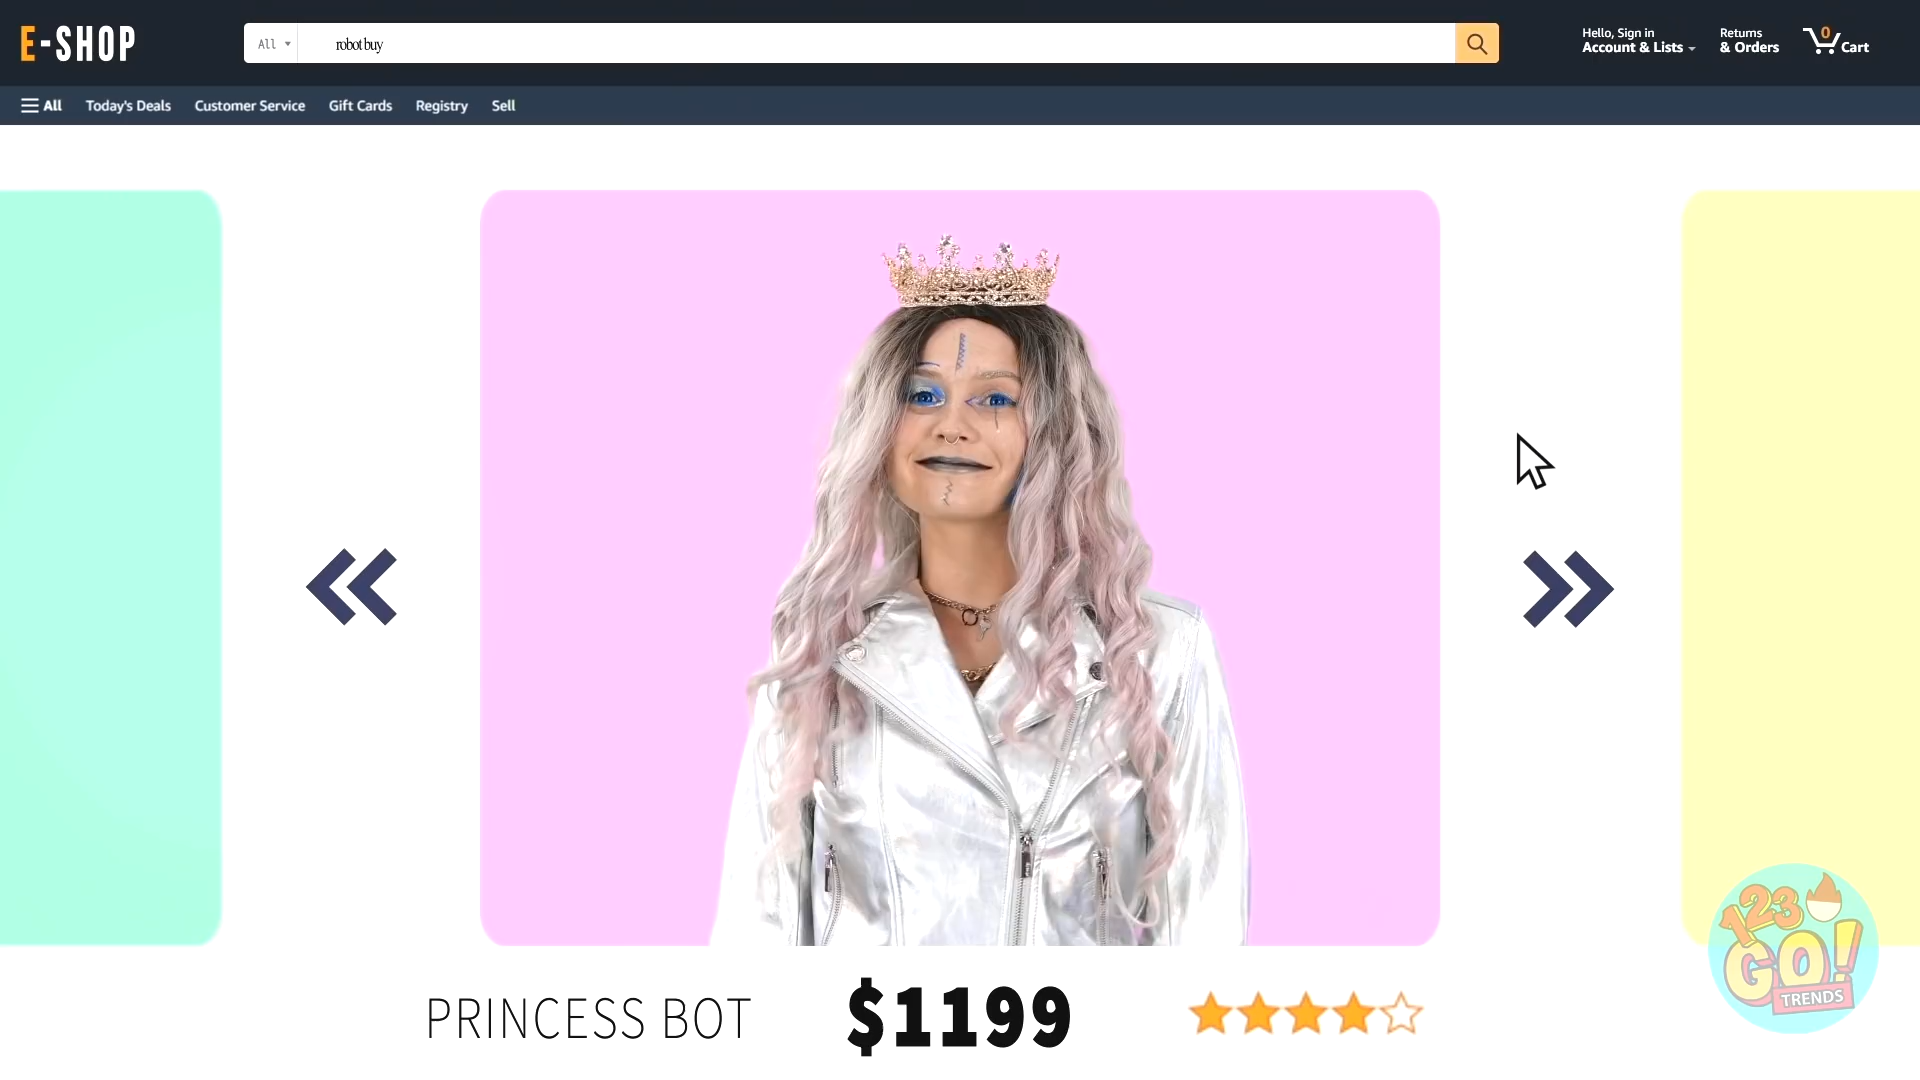 E-SHOP
All
robot buy
Hello, Sign in
Account & Lists
Returns
& Orders
0
Cart
All
Today's Deals
Customer Service
Gift Cards
Registry
Sell
PRINCESS BOT
$1199
123
GO!
TRENDS